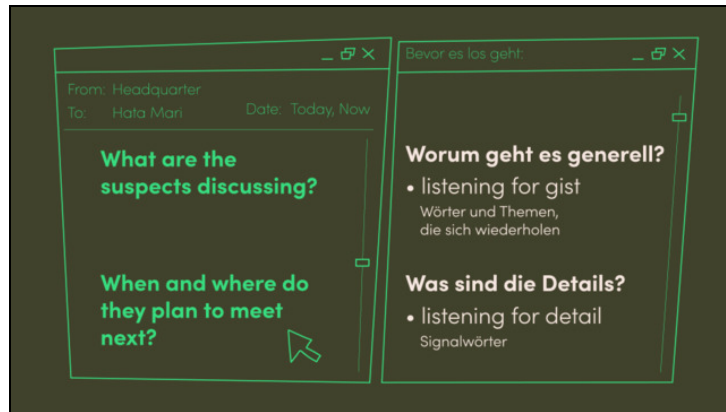 From: Headquarter
To: Hata Mari Date: Today, Now
What are the
suspects discussing?
When and where do
they plan to meet
next?
Bevor es los geht:
Worum geht es generell?
• listening for gist
Wörter und Themen,
die sich wiederholen
Was sind die Details?
• listening for detail
Signalwörter